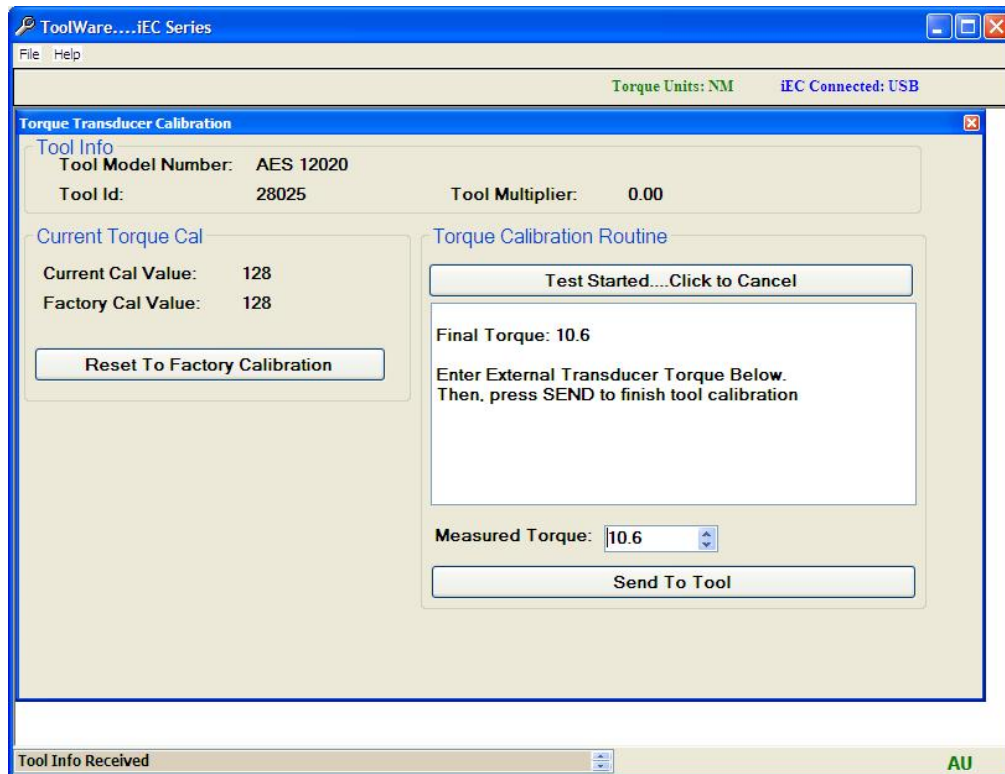 ToolWare....iEC Series
File Help
Torque Units: NM iEC Connected: USB
Torque Transducer Calibration
Tool Info
Tool Model Number: AES 12020
Tool Id: 28025 Tool Multiplier: 0.00
Current Torque Cal
Current Cal Value: 128
Factory Cal Value: 128
Reset To Factory Calibration
Torque Calibration Routine
Test Started....Click to Cancel
Final Torque: 10.6
Enter External Transducer Torque Below.
Then, press SEND to finish tool calibration
Measured Torque: 10.6
Send To Tool
Tool Info Received
AU